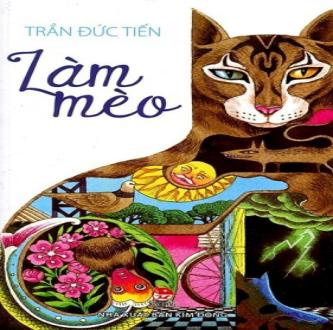 TRẦN ĐỨC TIẾN
Làm
mèo
NHÀ XUẤT BẢN KIM ĐỒNG